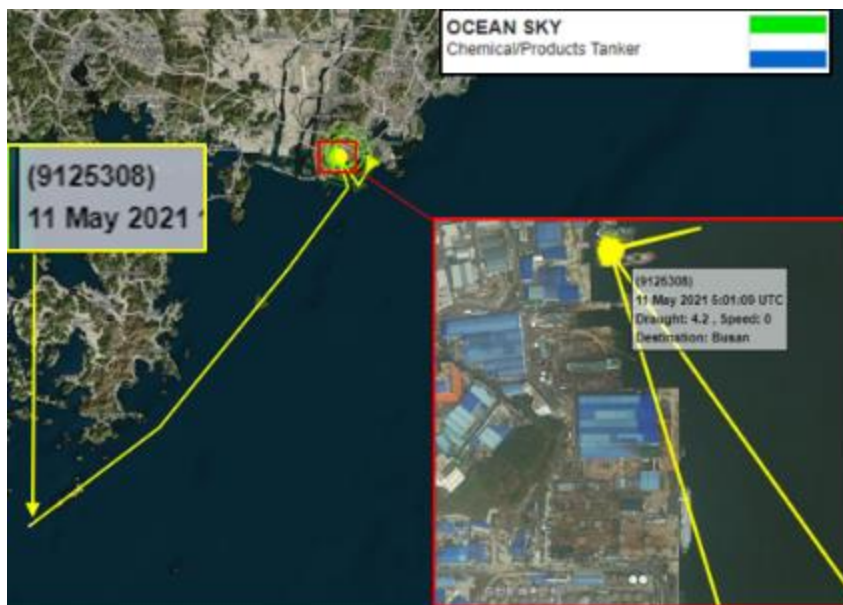 OCEAN SKY
Chemical/Products Tanker
(9125308)
11 May 2021
(9125308)
11 May 2021 5:01:09 UTC
Draught: 4.2 , Speed: 0
Destination: Busan